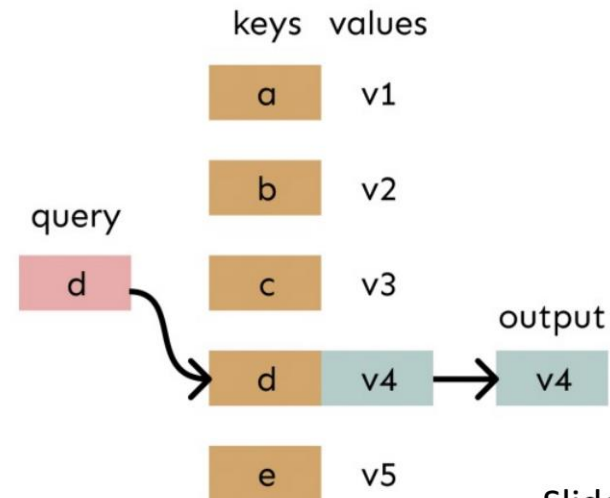 keys values
a v1
b v2
query
d
c v3
output
d v4 v4
e v5